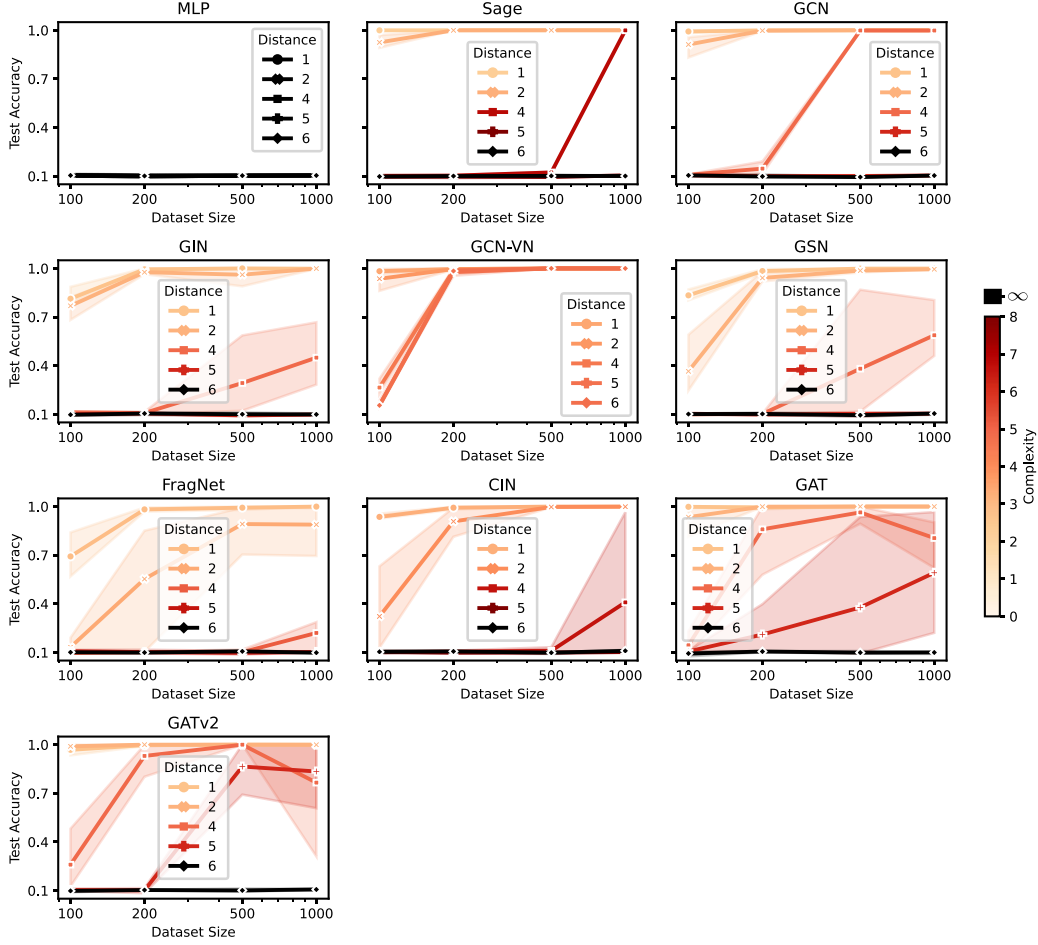 MLP
Test Accuracy
1.0
0.7
0.4
0.1
Distance
1
2
4
5
6
100 200 500 1000
Dataset Size
Sage
Distance
1
2
4
5
6
100 200 500 1000
Dataset Size
GCN
Distance
1
2
4
5
6
100 200 500 1000
Dataset Size
GIN
Test Accuracy
1.0
0.7
0.4
0.1
Distance
1
2
4
5
6
100 200 500 1000
Dataset Size
GCN-VN
Distance
1
2
4
5
6
100 200 500 1000
Dataset Size
GSN
Distance
1
2
4
5
6
100 200 500 1000
Dataset Size
FragNet
Test Accuracy
1.0
0.7
0.4
0.1
Distance
1
2
4
5
6
100 200 500 1000
Dataset Size
CIN
Distance
1
2
4
5
6
100 200 500 1000
Dataset Size
GAT
Distance
1
2
4
5
6
100 200 500 1000
Dataset Size
GATv2
Test Accuracy
1.0
0.7
0.4
0.1
Distance
1
2
4
5
6
100 200 500 1000
Dataset Size
∞
8
7
6
5
4
3
2
1
0
Complexity